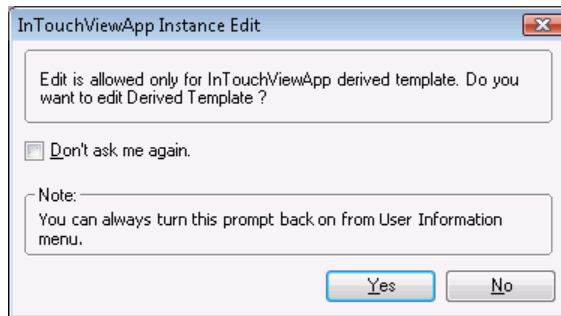 InTouchViewApp Instance Edit
Edit is allowed only for InTouchViewApp derived template. Do you
want to edit Derived Template ?
Don't ask me again.
Note:
You can always turn this prompt back on from User Information
menu.
Yes
No